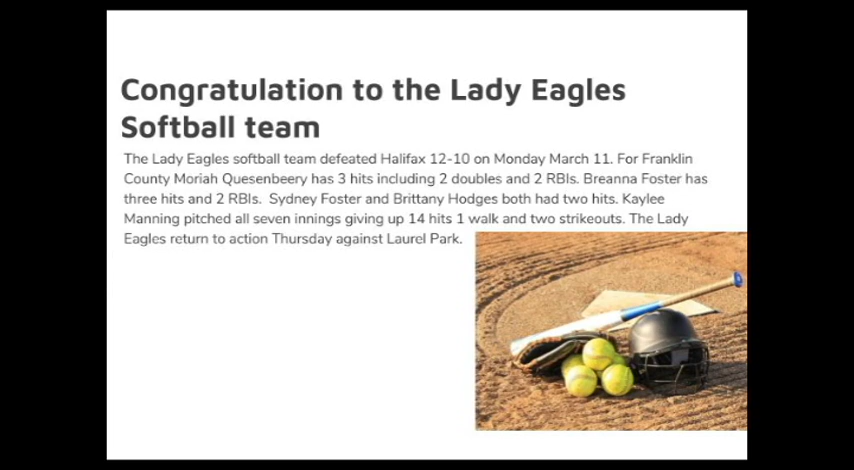 Congratulation to the Lady Eagles
Softball team
The Lady Eagles softball team defeated Halifax 12-10 on Monday March 11. For Franklin
County Moriah Quesenbeery has 3 hits including 2 doubles and 2 RBIs. Breanna Foster has
three hits and 2 RBIs.  Sydney Foster and Brittany Hodges both had two hits. Kaylee
Manning pitched all seven innings giving up 14 hits 1 walk and two strikeouts. The Lady
Eagles return to action Thursday against Laurel Park.